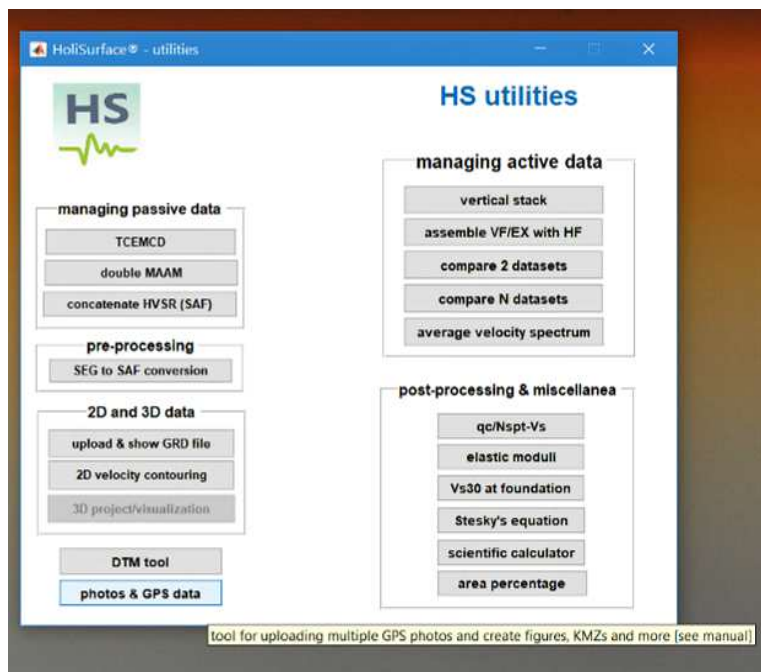 HoliSurface® - utilities
HS
HS utilities
managing passive data
TCEMCD
double MAAM
concatenate HVSR (SAF)
pre-processing
SEG to SAF conversion
2D and 3D data
upload & show GRD file
2D velocity contouring
3D project/visualization
DTM tool
photos & GPS data
managing active data
vertical stack
assemble VF/EX with HF
compare 2 datasets
compare N datasets
average velocity spectrum
post-processing & miscellanea
qc/Nspt-Vs
elastic moduli
Vs30 at foundation
Stesky's equation
scientific calculator
area percentage
tool for uploading multiple GPS photos and create figures, KMZs and more [see manual]